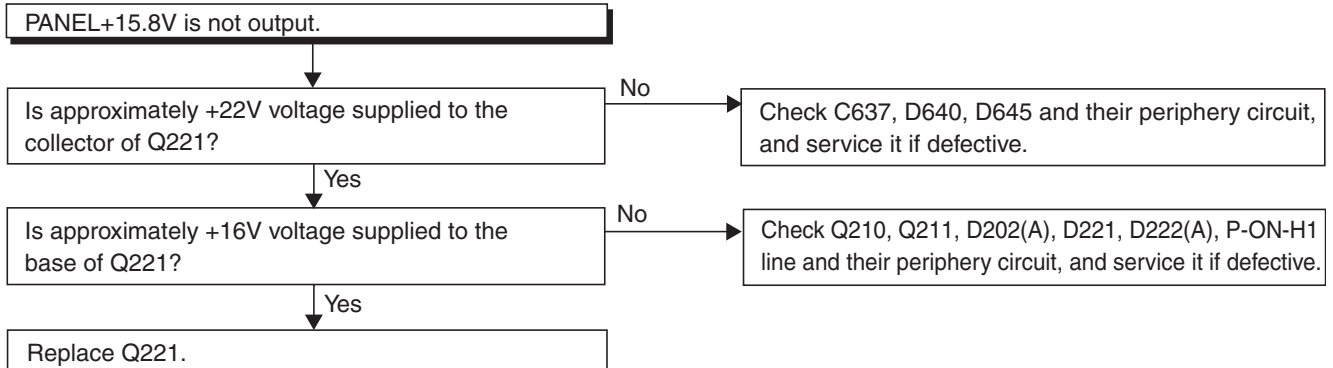 PANEL+15.8V is not output.
Is approximately +22V voltage supplied to the
collector of Q221?
No
Check C637, D640, D645 and their periphery circuit,
and service it if defective.
Yes
Is approximately +16V voltage supplied to the
base of Q221?
No
Check Q210, Q211, D202(A), D221, D222(A), P-ON-H1
line and their periphery circuit, and service it if defective.
Yes
Replace Q221.